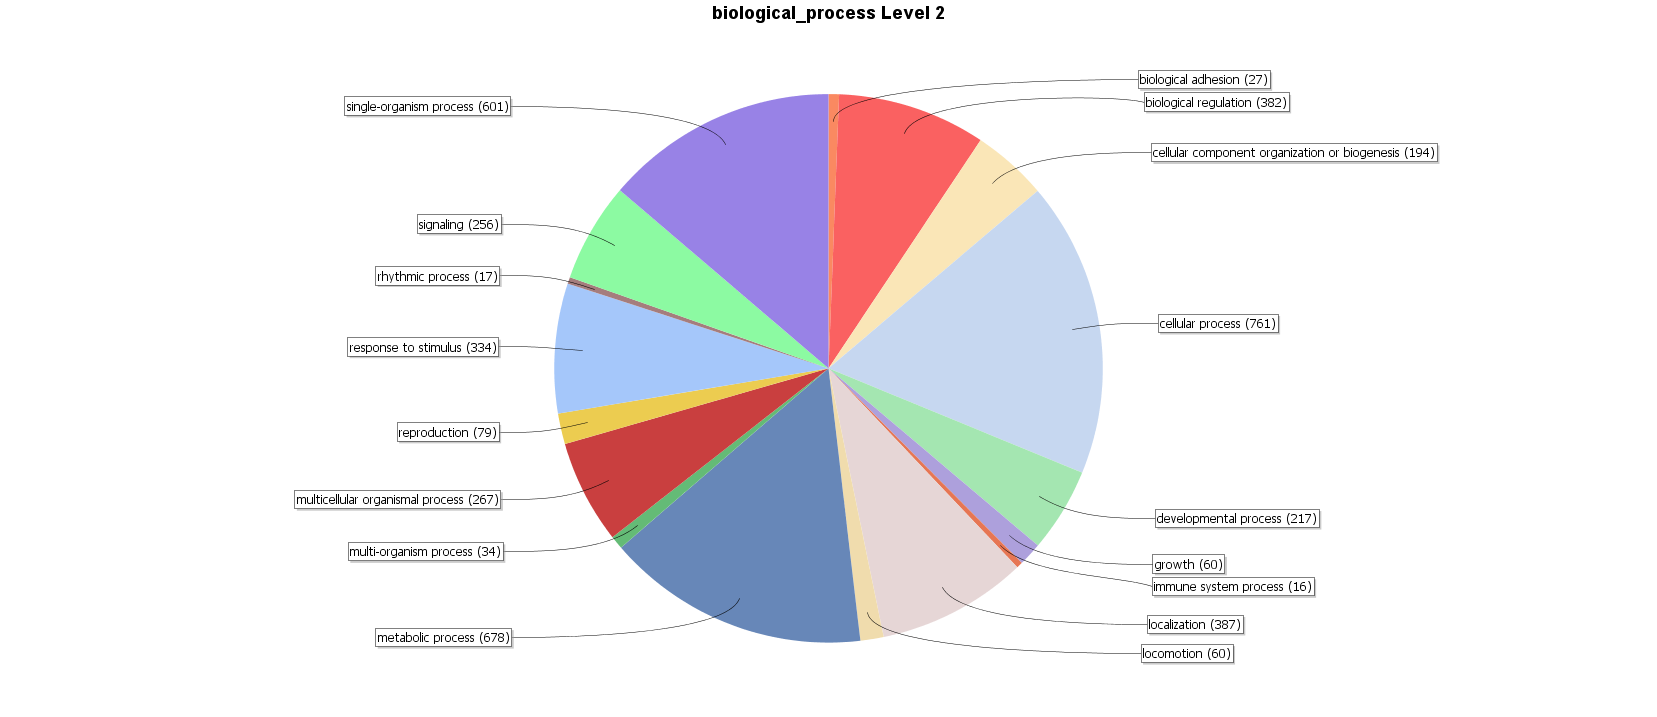 biological_process Level 2
biological adhesion (27)
biological regulation (382)
cellular component organization or biogenesis (194)
cellular process (761)
developmental process (217)
growth (60)
immune system process (16)
localization (387)
locomotion (60)
metabolic process (678)
multi-organism process (34)
multicellular organismal process (267)
reproduction (79)
response to stimulus (334)
rhythmic process (17)
signaling (256)
single-organism process (601)